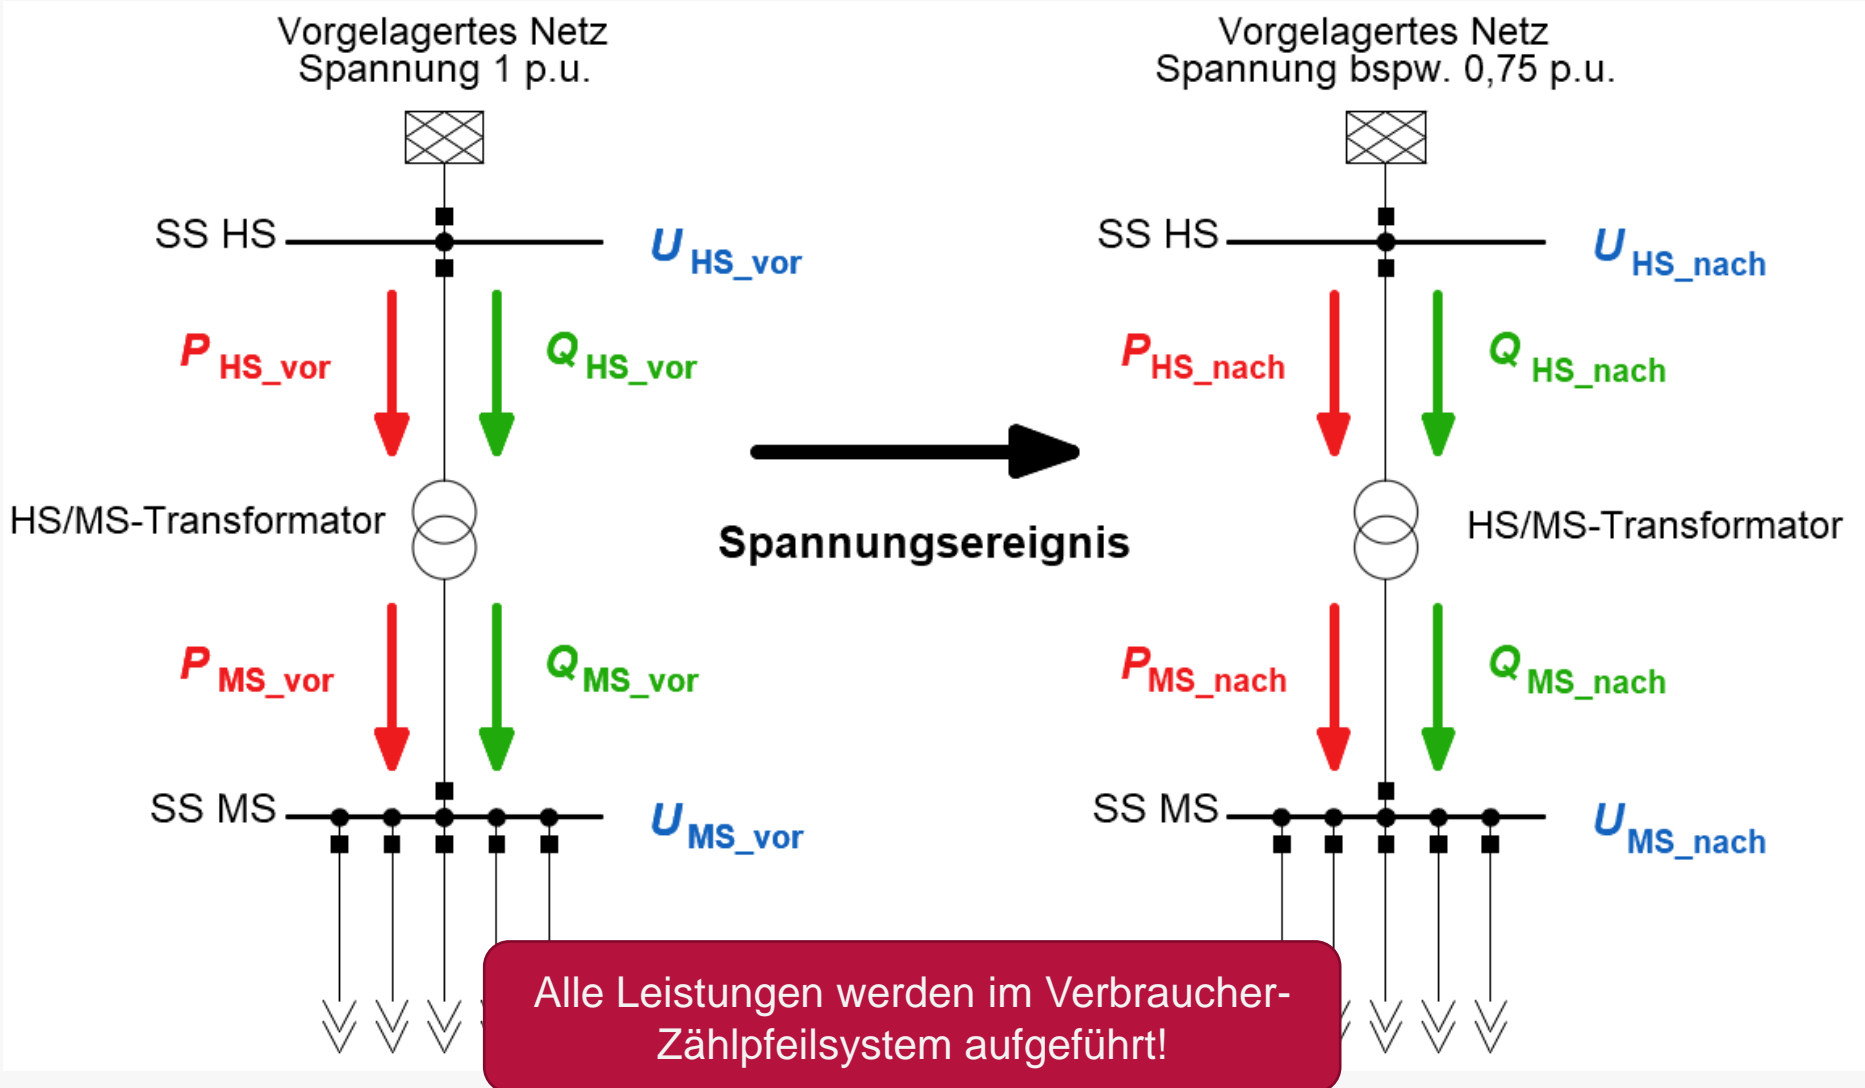 Vorgelagertes Netz
Spannung 1 p.u.
SS HS
U HS_vor
P HS_vor
Q HS_vor
HS/MS-Transformator
P MS_vor
Q MS_vor
SS MS
U MS_vor
Spannungsereignis
Vorgelagertes Netz
Spannung bspw. 0,75 p.u.
SS HS
U HS_nach
P HS_nach
Q HS_nach
HS/MS-Transformator
P MS_nach
Q MS_nach
SS MS
U MS_nach
Alle Leistungen werden im Verbraucher-
Zählpfeilsystem aufgeführt!